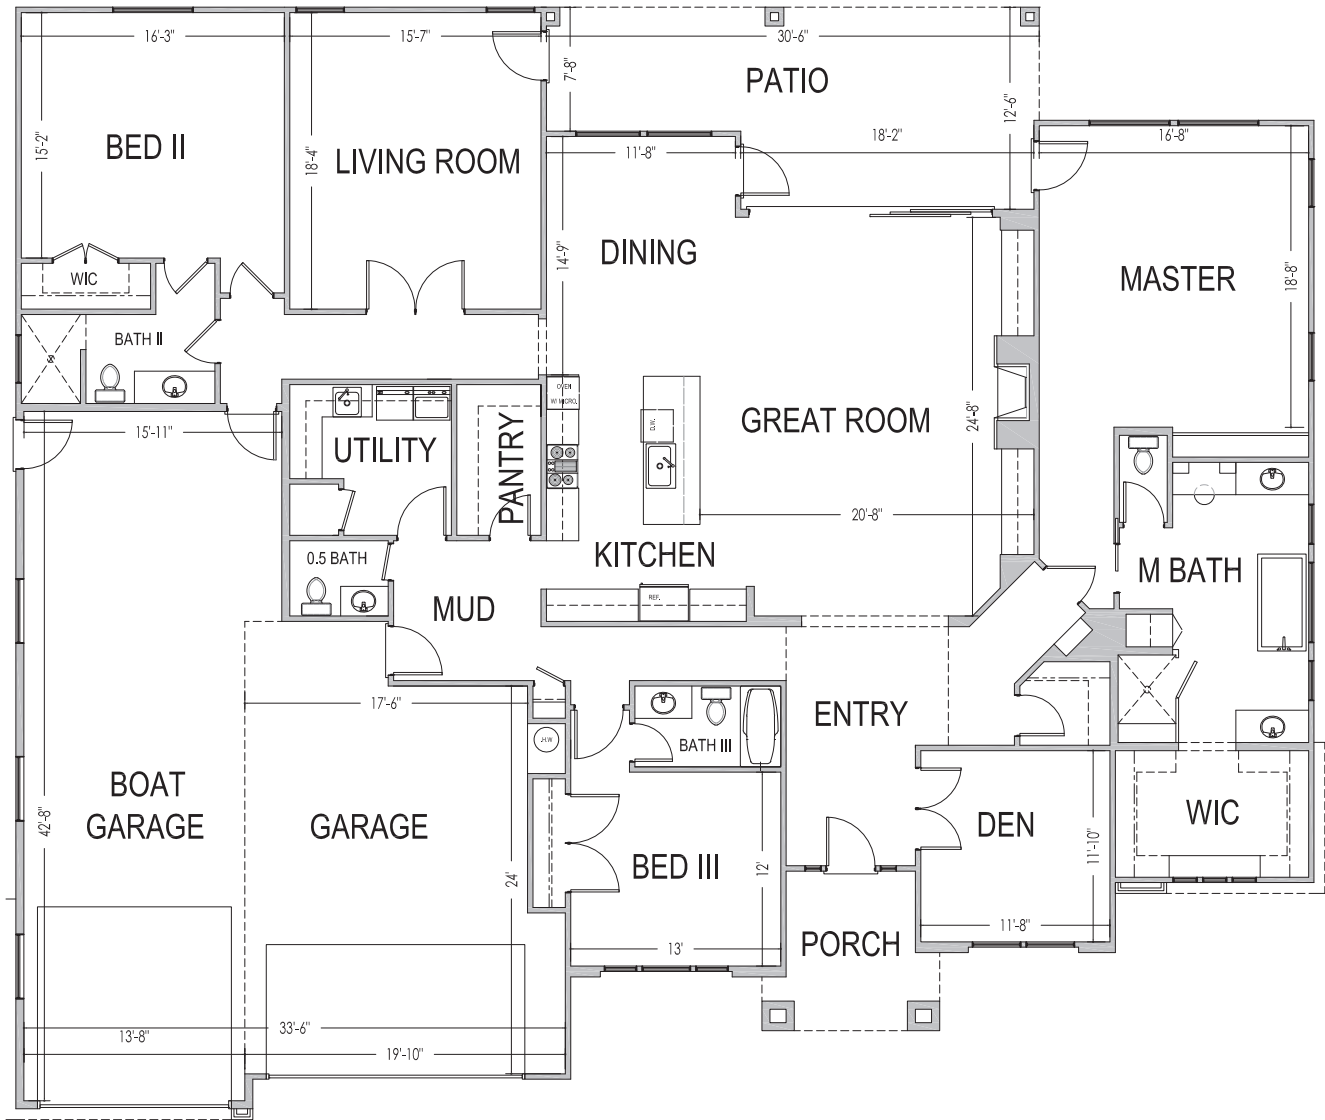 16'-3"
15'-7"
30'-6"
7'-8"
PATIO
12'-6"
15'-2"
BED II
18'-4"
LIVING ROOM
11'-8"
18'-2"
16'-8"
14'-9"
DINING
MASTER
18'-8"
WIC
BATH II
OVEN
W/ MICRO.
15'-11"
UTILITY
PANTRY
D.W.
GREAT ROOM
24'-8"
20'-8"
0.5 BATH
KITCHEN
M BATH
MUD
REF.
17'-6"
ENTRY
H.W
BATH III
BOAT
GARAGE
42'-8"
GARAGE
24'
BED III
12'
DEN
11'-10"
WIC
13'
PORCH
11'-8"
13'-8"
33'-6"
19'-10"